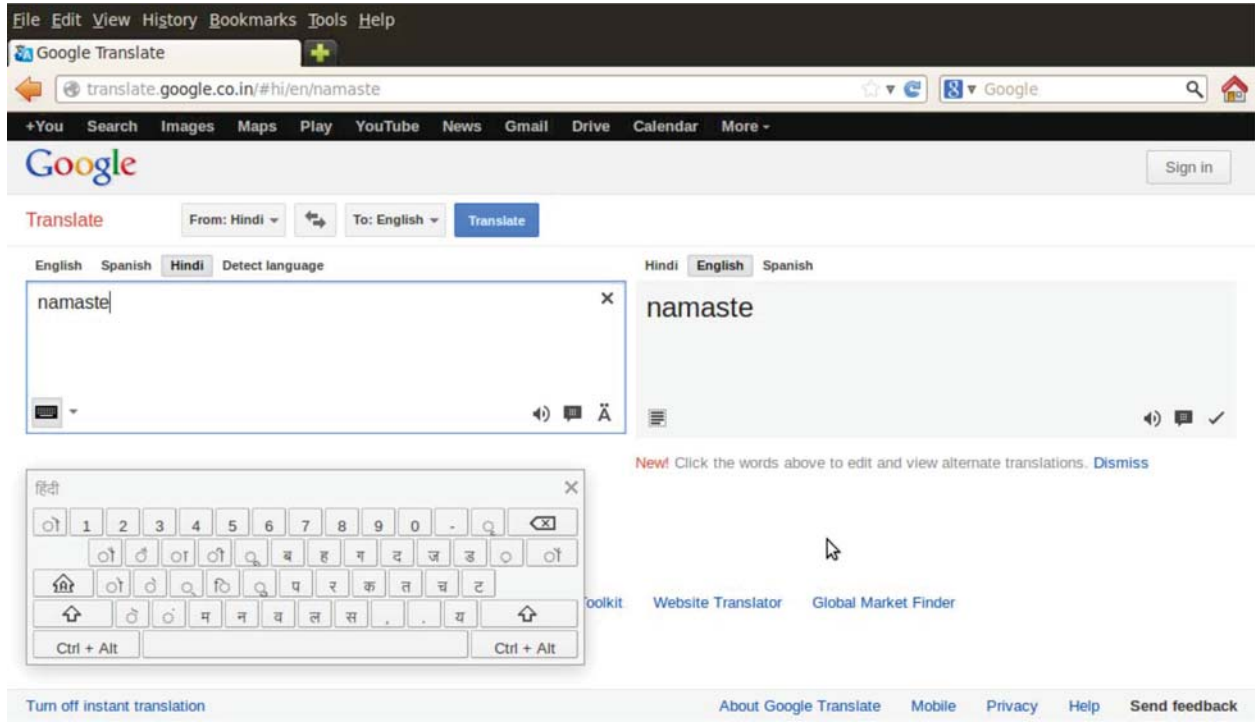 File Edit View History Bookmarks Tools Help
Google Translate
translate.google.co.in/#hi/en/namaste Google
+You Search Images Maps Play YouTube News Gmail Drive Calendar More
Google Sign in
Translate From: Hindi To: English Translate
English Spanish Hindi Detect language Hindi English Spanish
namaste namaste
Ä
New! Click the words above to edit and view alternate translations. Dismiss
हिंदी
1 2 3 4 5 6 7 8 9 0 -
ब ह ग द ज ड
प र क त च ट
म न व ल स , . य
oolkit Website Translator Global Market Finder
Ctrl + Alt Ctrl + Alt
Turn off instant translation About Google Translate Mobile Privacy Help Send feedback